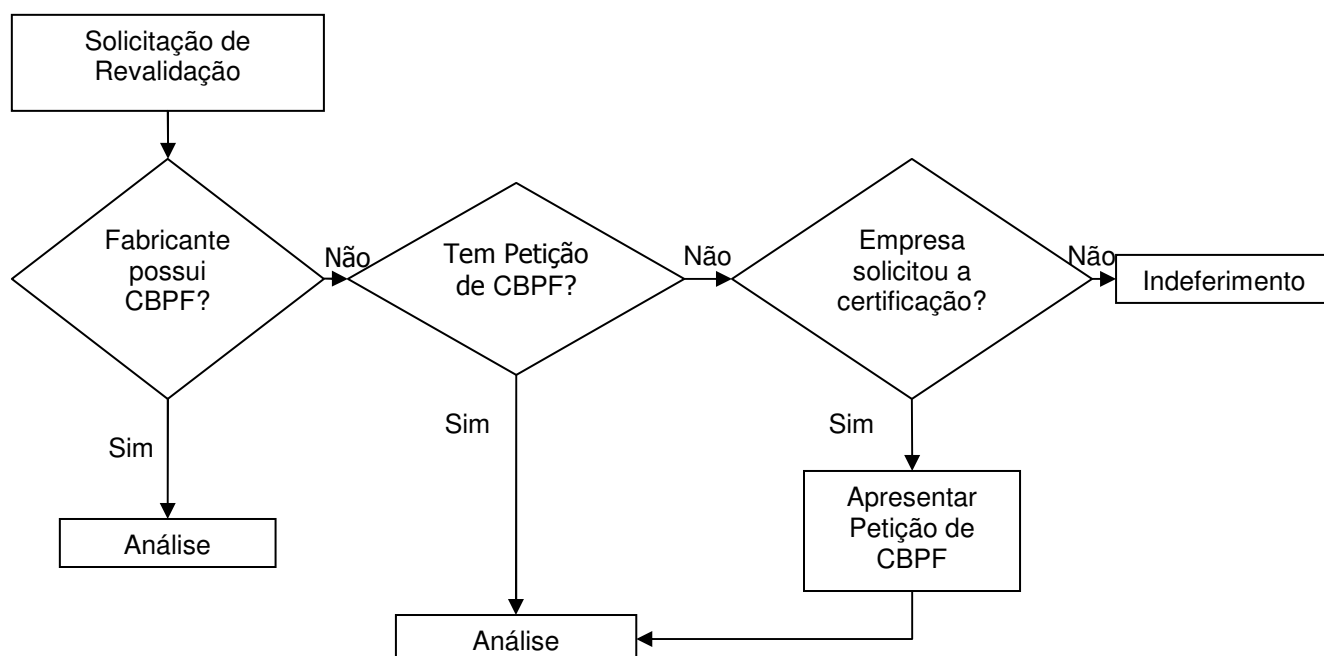 Solicitação de
Revalidação
Fabricante
possui
CBPF?
Não
Tem Petição
de CBPF?
Não
Empresa
solicitou a
certificação?
Não
Indeferimento
Sim
Sim
Sim
Análise
Apresentar
Petição de
CBPF
Análise